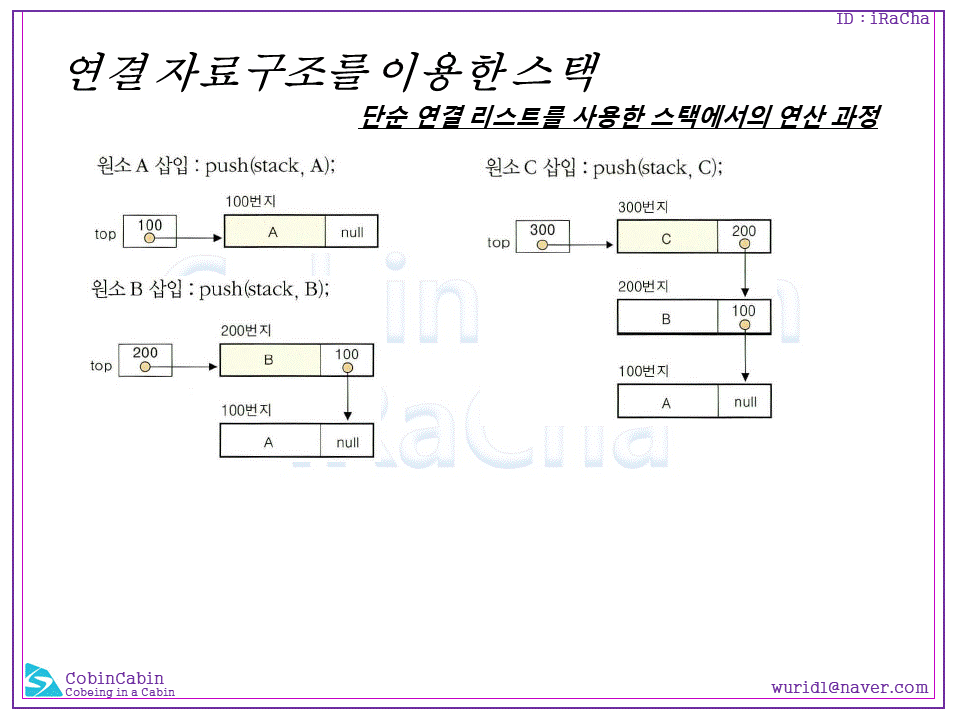 ID : iRaCha
연결 자료구조를 이용한 스택
단순 연결 리스트를 사용한 스택에서의 연산 과정
원소 A 삽입 : push(stack, A);
100번지
top 100 A null
원소 B 삽입 : push(stack, B);
200번지
top 200 B 100
100번지
A null
원소 C 삽입 : push(stack, C);
300번지
top 300 C 200
200번지
B 100
100번지
A null
iRaCha
CobinCabin
Cobeing in a Cabin
wurid1@naver.com